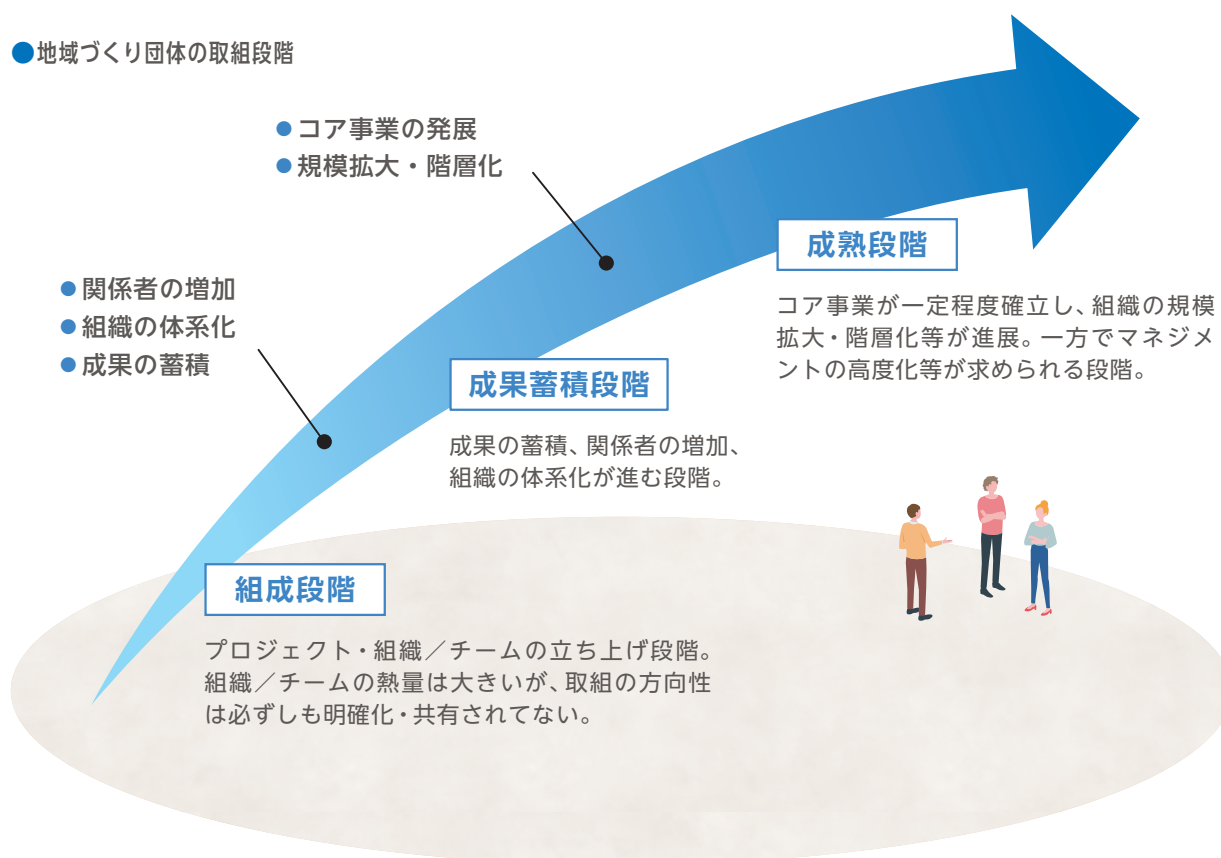 ●地域づくり団体の取組段階
●コア事業の発展
●規模拡大・階層化
●関係者の増加
●組織の体系化
●成果の蓄積
成熟段階
コア事業が一定程度確立し、組織の規模
拡大・階層化等が進展。一方でマネジメ
ントの高度化等が求められる段階。
成果蓄積段階
成果の蓄積、関係者の増加、
組織の体系化が進む段階。
組成段階
プロジェクト・組織／チームの立ち上げ段階。
組織／チームの熱量は大きいが、取組の方向性
は必ずしも明確化・共有されてない。